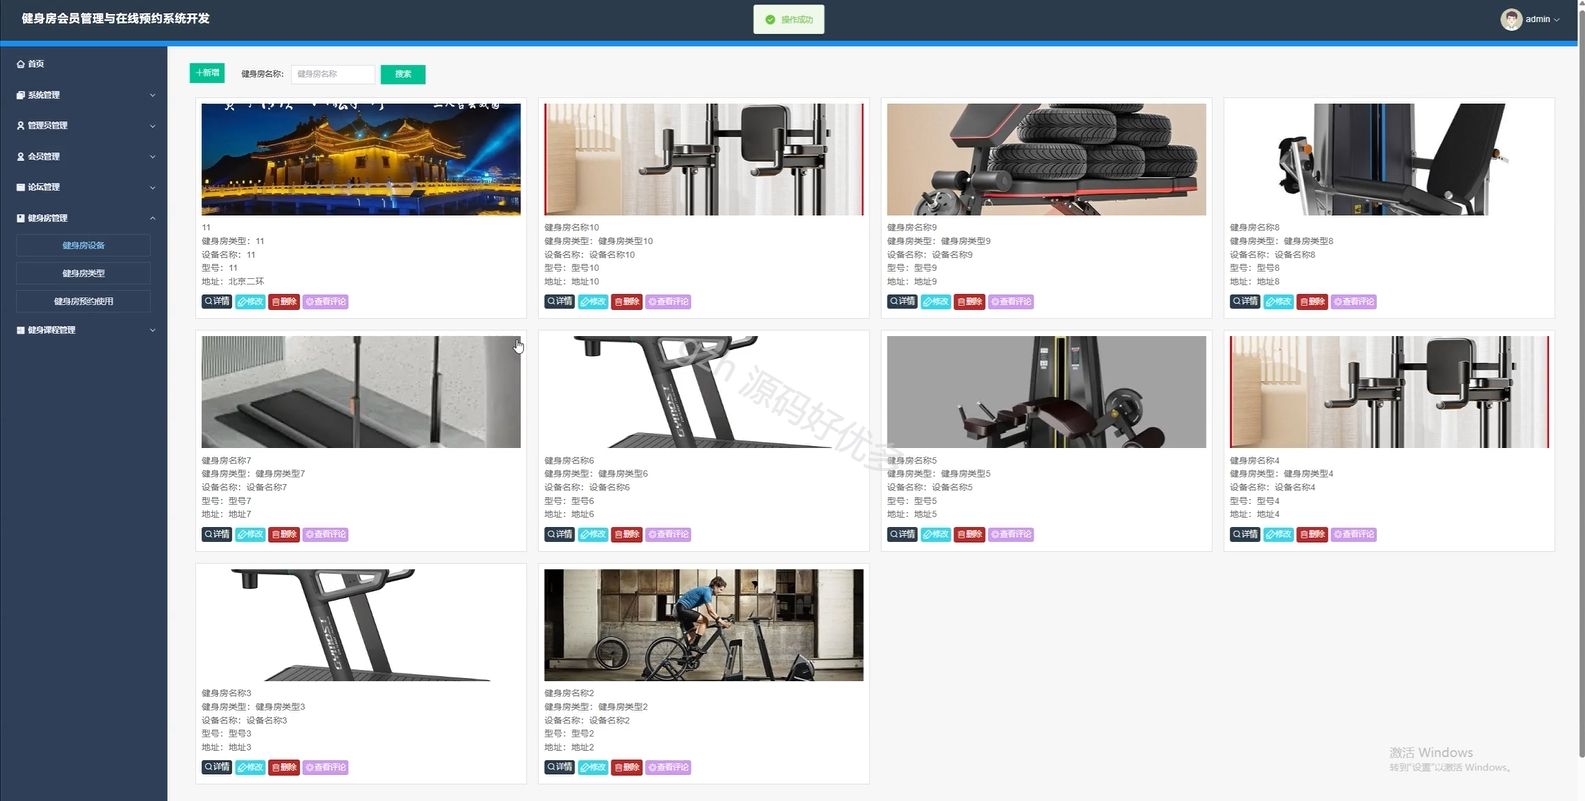 健身房会员管理与在线预约系统开发
操作成功
admin
首页
系统管理
管理员管理
会员管理
论坛管理
健身房管理
健身房设备
健身房类型
健身房预约使用
健身课程管理
+新增
健身房名称:
健身房名称
搜索
11
健身房类型：11
设备名称：11
型号：11
地址：北京二环
详情 修改 删除 查看评论
健身房名称10
健身房类型：健身房类型10
设备名称：设备名称10
型号：型号10
地址：地址10
详情 修改 删除 查看评论
健身房名称9
健身房类型：健身房类型9
设备名称：设备名称9
型号：型号9
地址：地址9
详情 修改 删除 查看评论
健身房名称8
健身房类型：健身房类型8
设备名称：设备名称8
型号：型号8
地址：地址8
详情 修改 删除 查看评论
健身房名称7
健身房类型：健身房类型7
设备名称：设备名称7
型号：型号7
地址：地址7
详情 修改 删除 查看评论
GYMOST
健身房名称6
健身房类型：健身房类型6
设备名称：设备名称6
型号：型号6
地址：地址6
详情 修改 删除 查看评论
健身房名称5
健身房类型：健身房类型5
设备名称：设备名称5
型号：型号5
地址：地址5
详情 修改 删除 查看评论
健身房名称4
健身房类型：健身房类型4
设备名称：设备名称4
型号：型号4
地址：地址4
详情 修改 删除 查看评论
GYMOST
健身房名称3
健身房类型：健身房类型3
设备名称：设备名称3
型号：型号3
地址：地址3
详情 修改 删除 查看评论
健身房名称2
健身房类型：健身房类型2
设备名称：设备名称2
型号：型号2
地址：地址2
详情 修改 删除 查看评论
源码好优多
激活 Windows
转到"设置"以激活 Windows。